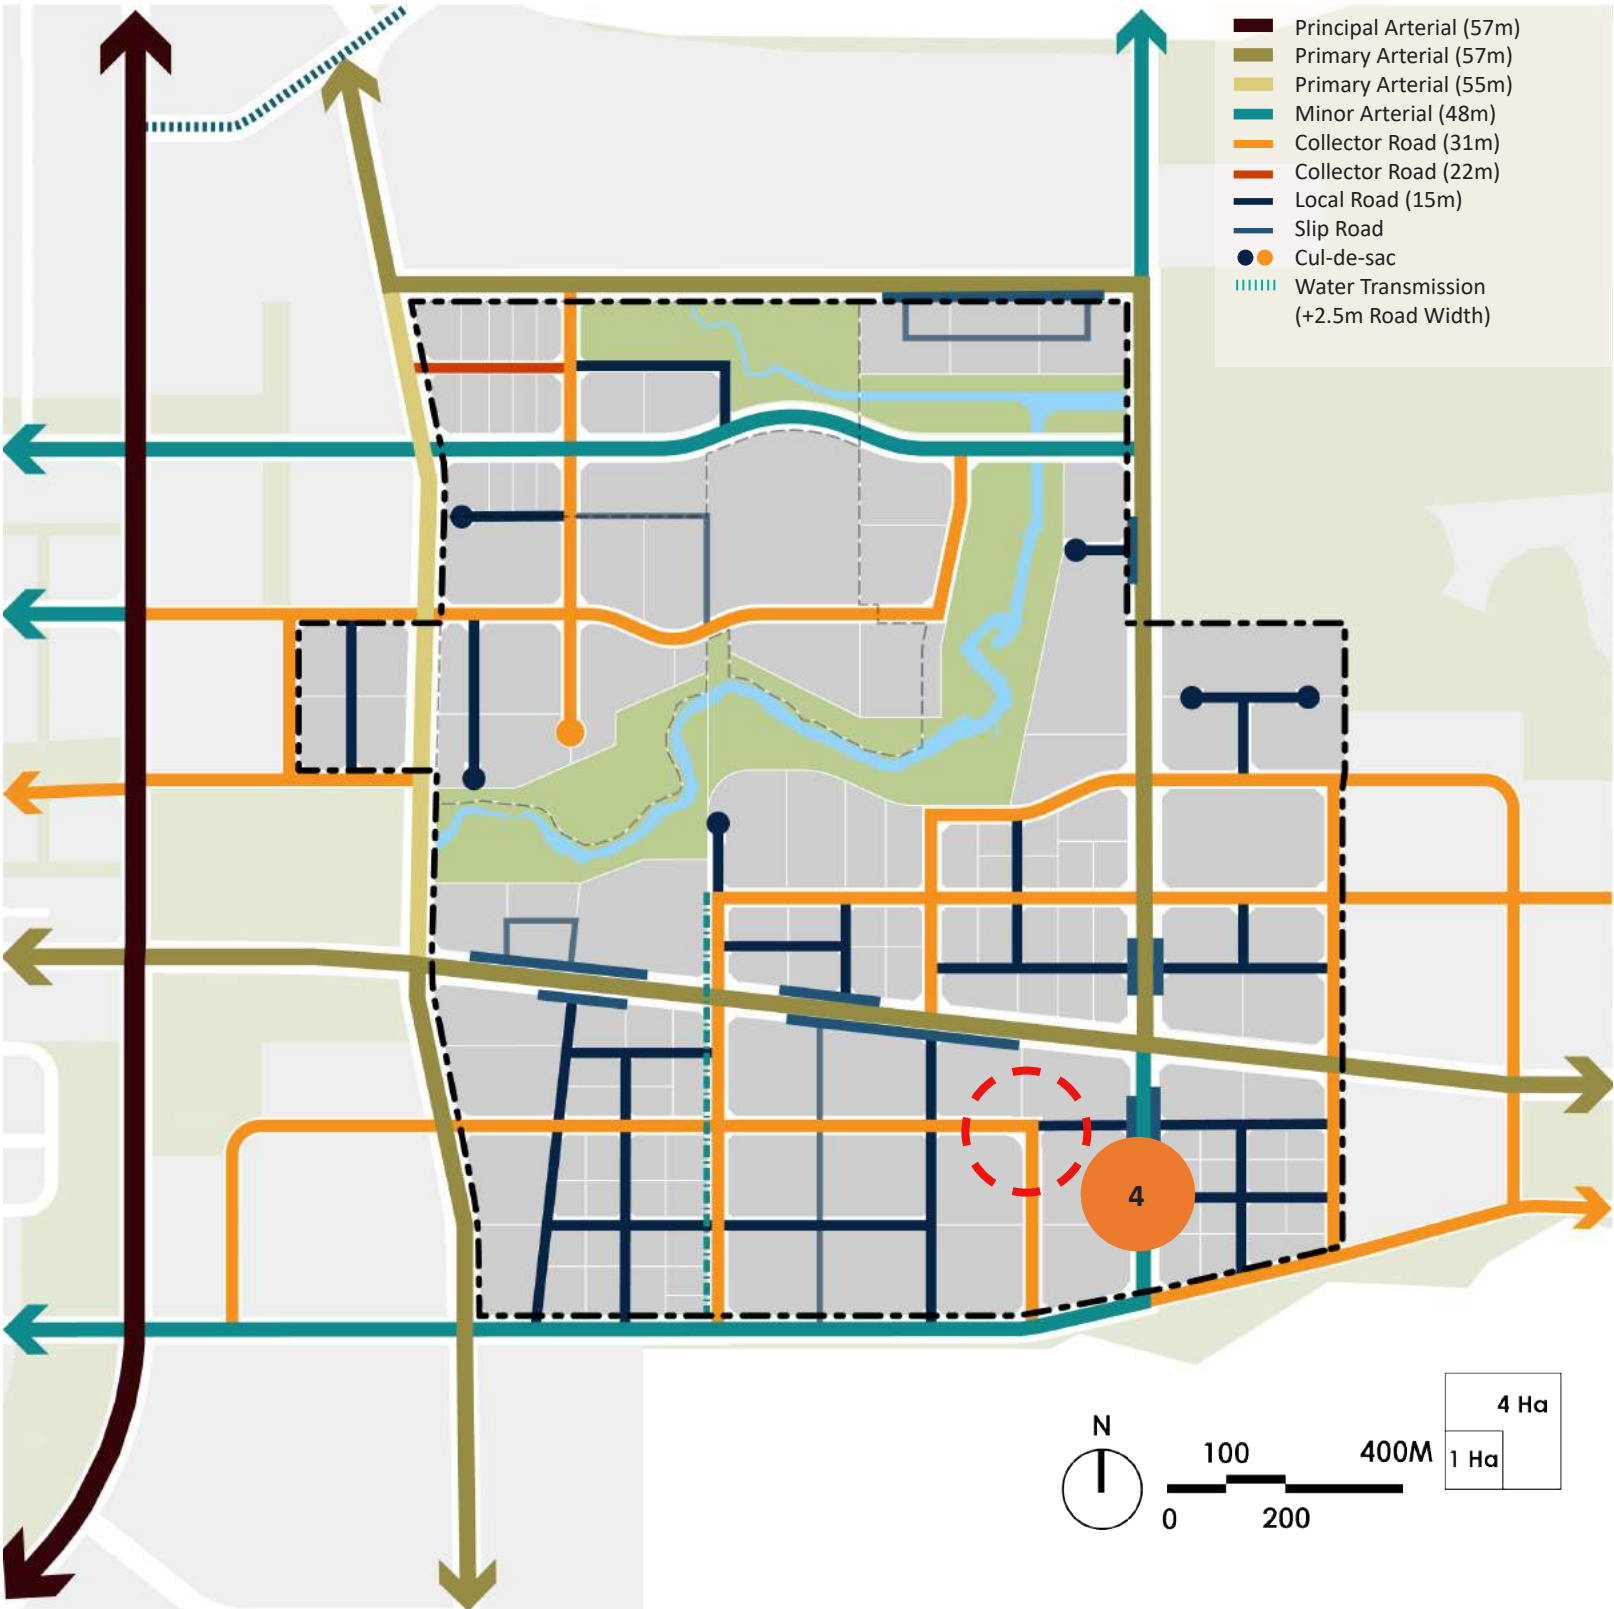 Principal Arterial (57m)
Primary Arterial (57m)
Primary Arterial (55m)
Minor Arterial (48m)
Collector Road (31m)
Collector Road (22m)
Local Road (15m)
Slip Road
Cul-de-sac
Water Transmission
(+2.5m Road Width)
4
N
100
400M
0
200
4 Ha
1 Ha